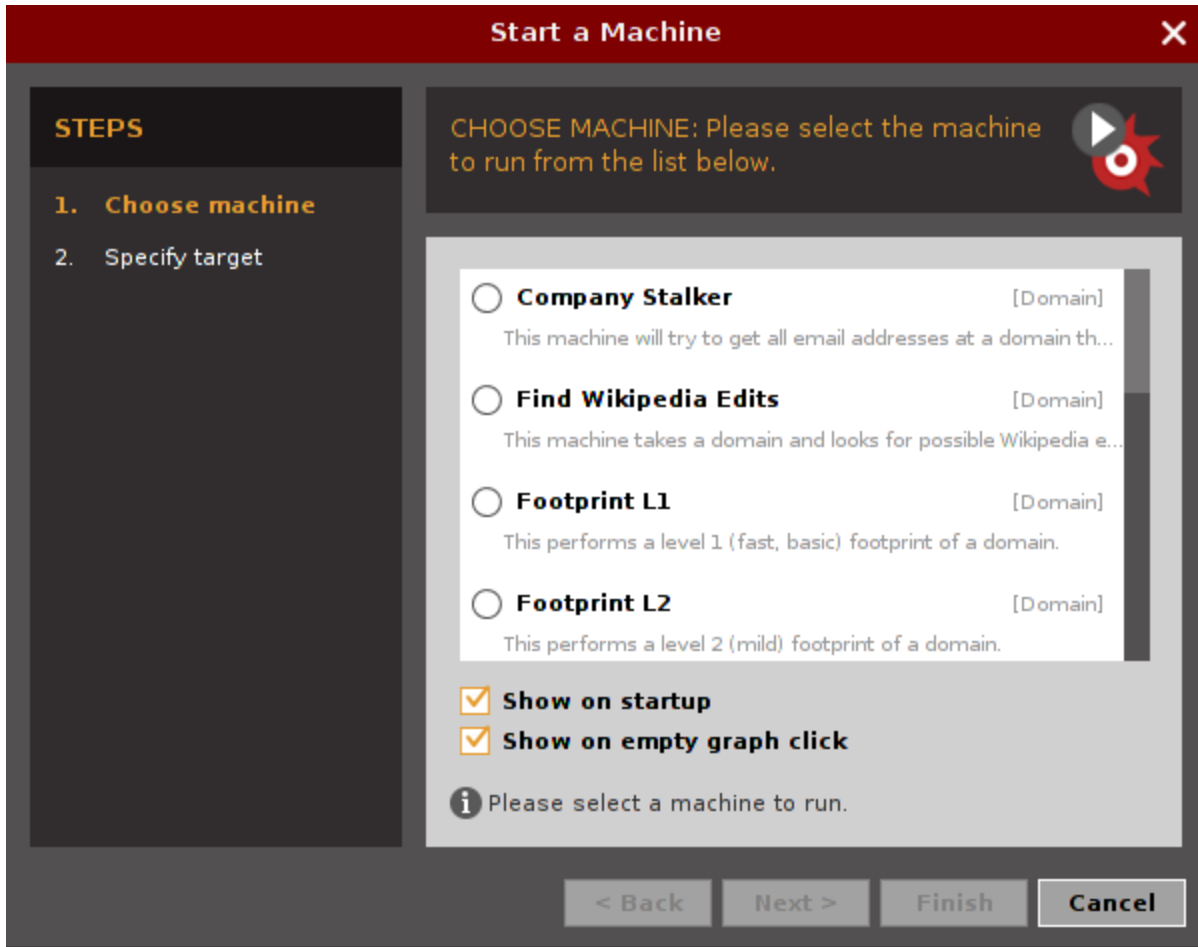 Start a Machine
STEPS
1. Choose machine
2. Specify target
CHOOSE MACHINE: Please select the machine
to run from the list below.
Company Stalker [Domain]
This machine will try to get all email addresses at a domain th...
Find Wikipedia Edits [Domain]
This machine takes a domain and looks for possible Wikipedia e...
Footprint L1 [Domain]
This performs a level 1 (fast, basic) footprint of a domain.
Footprint L2 [Domain]
This performs a level 2 (mild) footprint of a domain.
Show on startup
Show on empty graph click
Please select a machine to run.
< Back Next > Finish Cancel